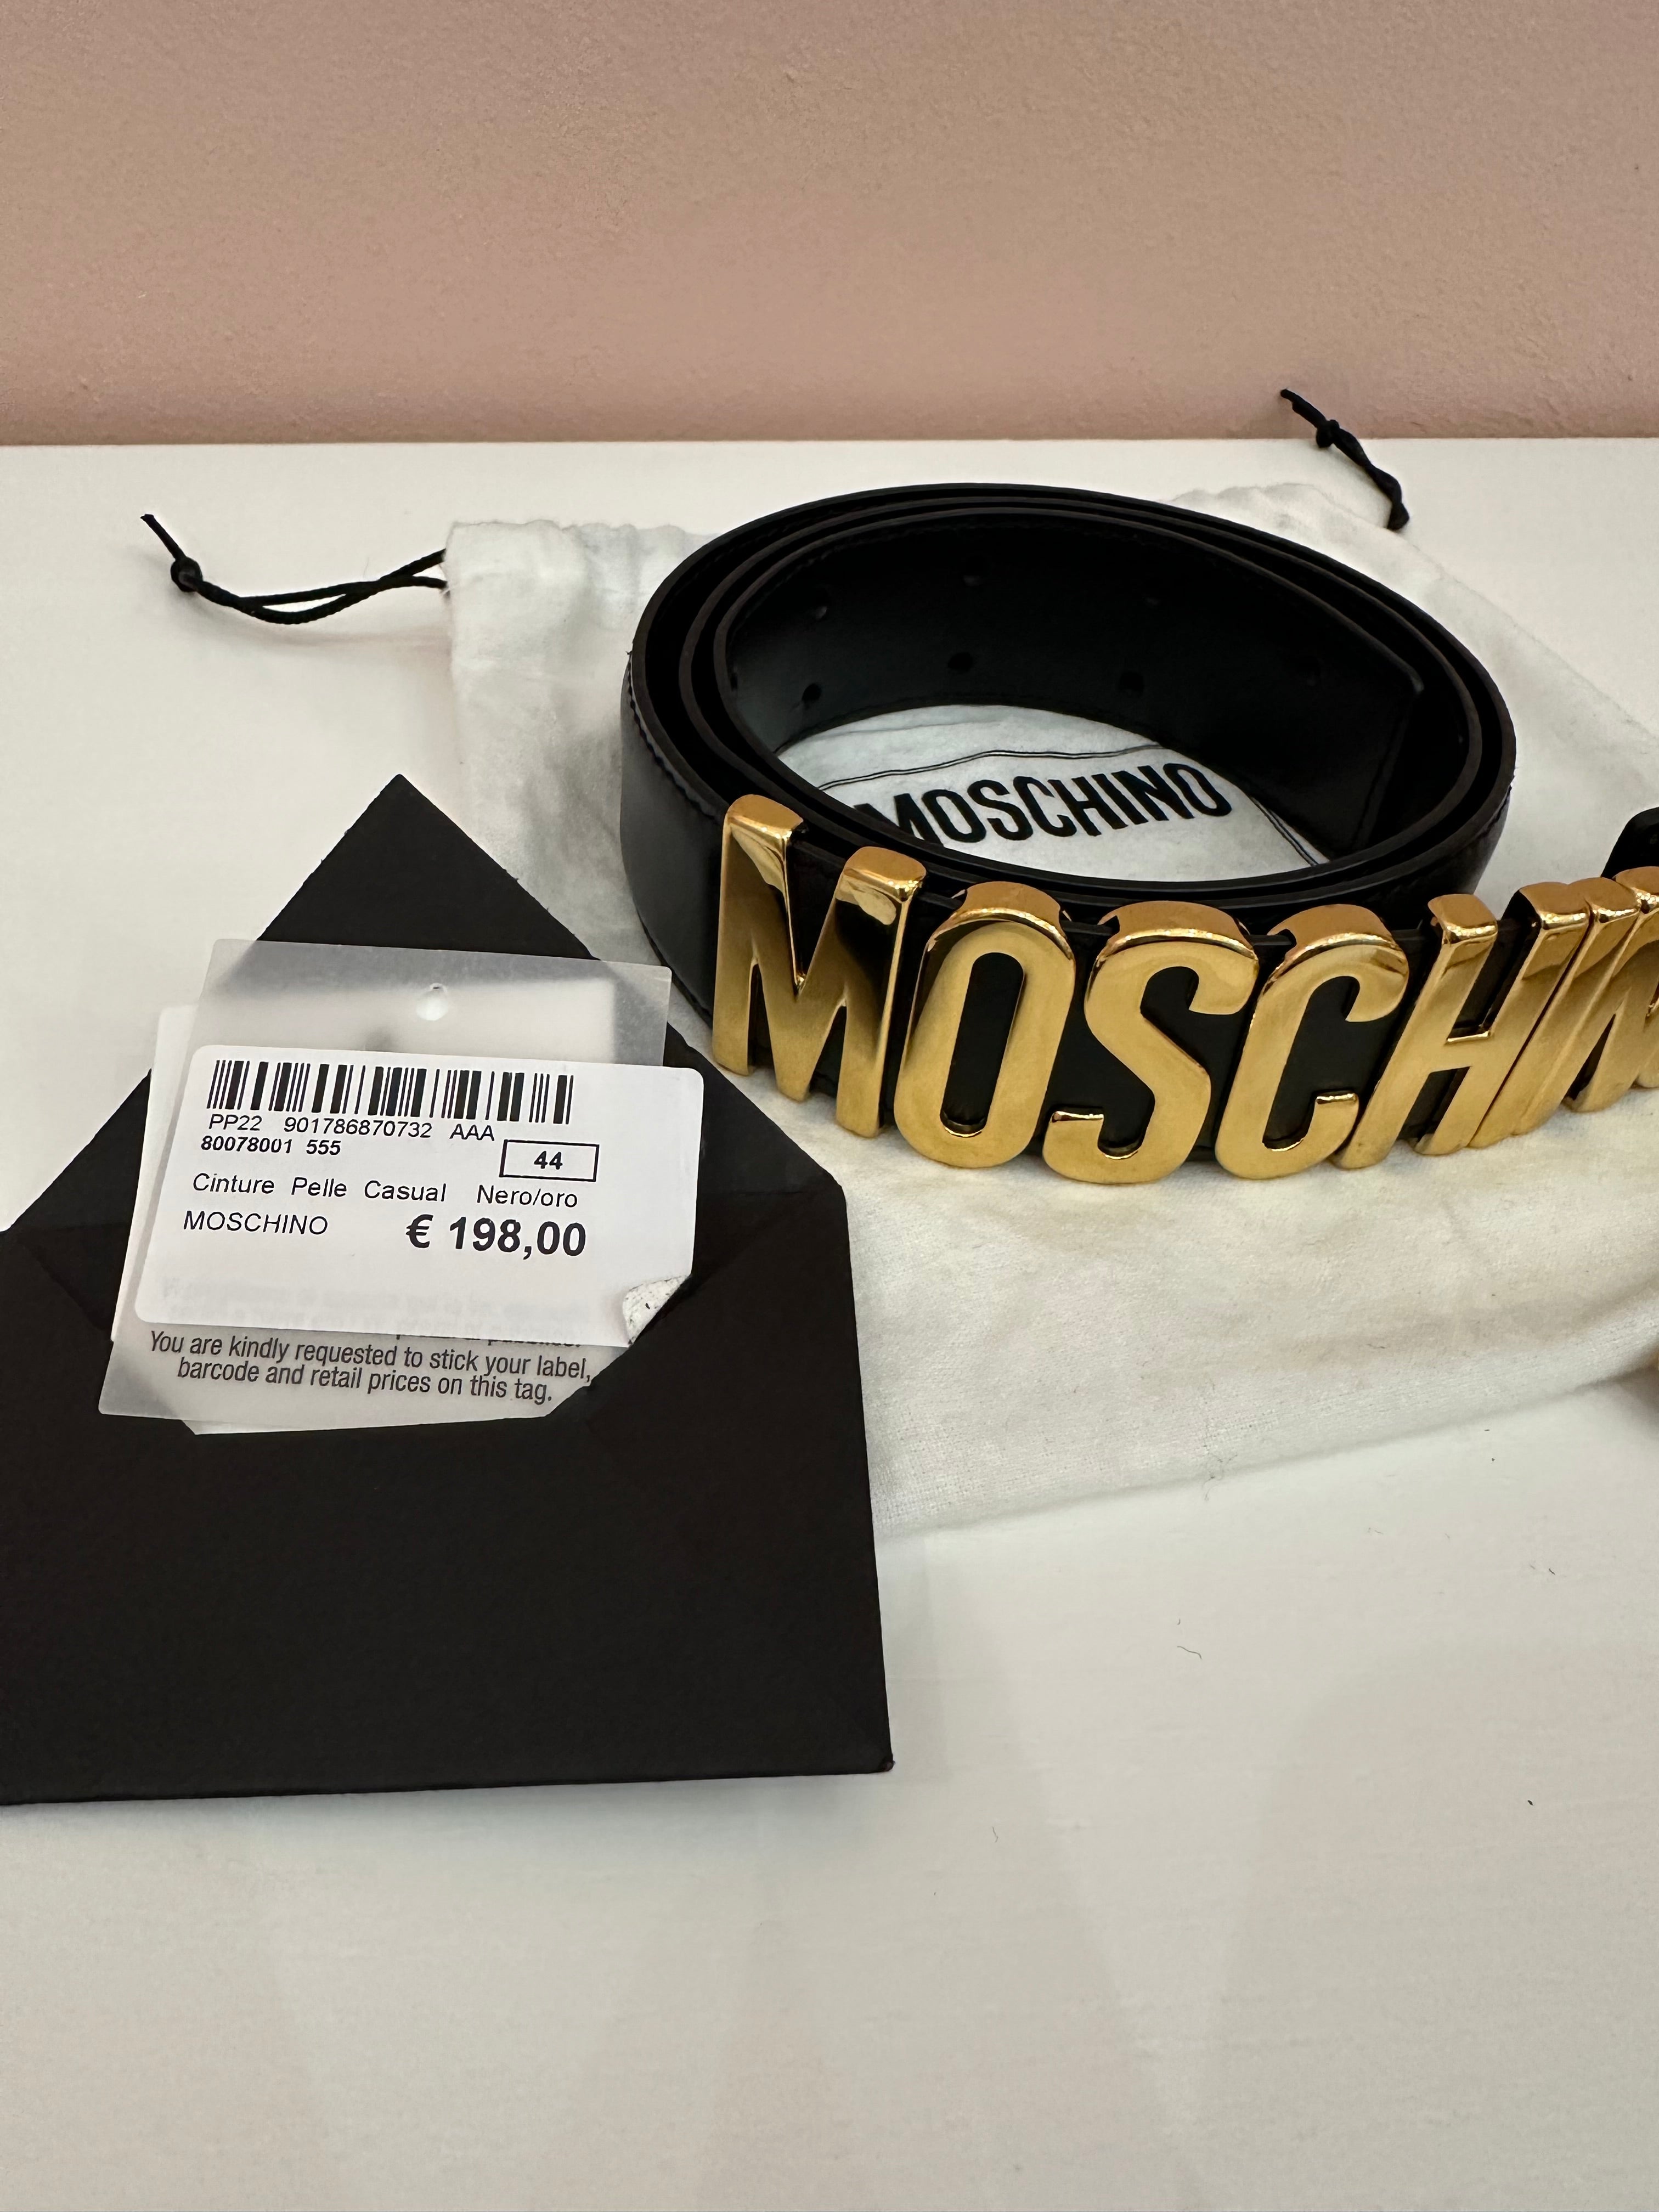 MOSCHINO
MOSCHIN
PP22 901786870732 AAA
80078001 555
44
Cinture Pelle Casual Nero/oro
MOSCHINO € 198,00
You are kindly requested to stick your label,
barcode and retail prices on this tag.